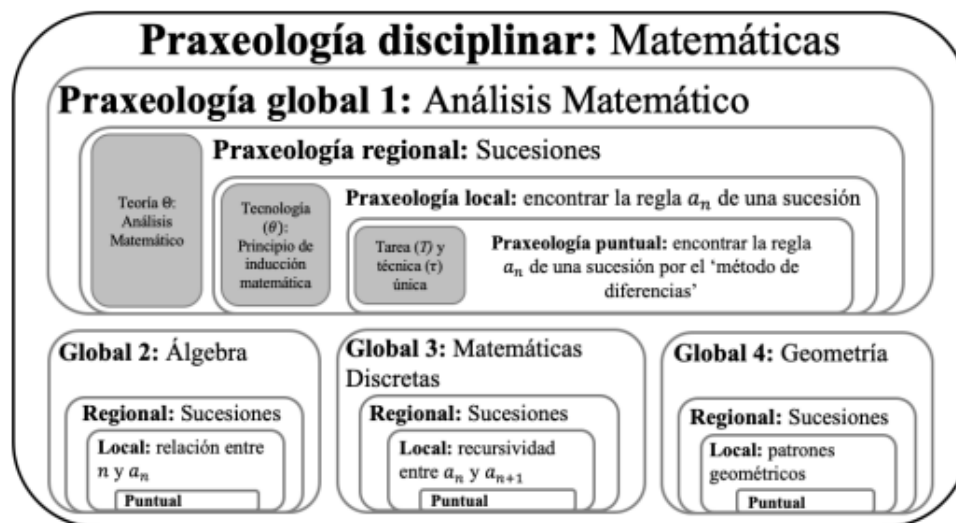 Praxeología disciplinar: Matemáticas
Praxeología global 1: Análisis Matemático
Teoría Θ:
Análisis
Matemático
Praxeología regional: Sucesiones
Tecnología
(θ):
Principio de
inducción
matemática
Praxeología local: encontrar la regla aₙ de una sucesión
Tarea (T) y
técnica (τ)
única
Praxeología puntual: encontrar la regla
aₙ de una sucesión por el ‘método de
diferencias’
Global 2: Álgebra
Regional: Sucesiones
Local: relación entre
n y aₙ
Puntual
Global 3: Matemáticas
Discretas
Regional: Sucesiones
Local: recursividad
entre aₙ y aₙ₊₁
Puntual
Global 4: Geometría
Regional: Sucesiones
Local: patrones
geométricos
Puntual